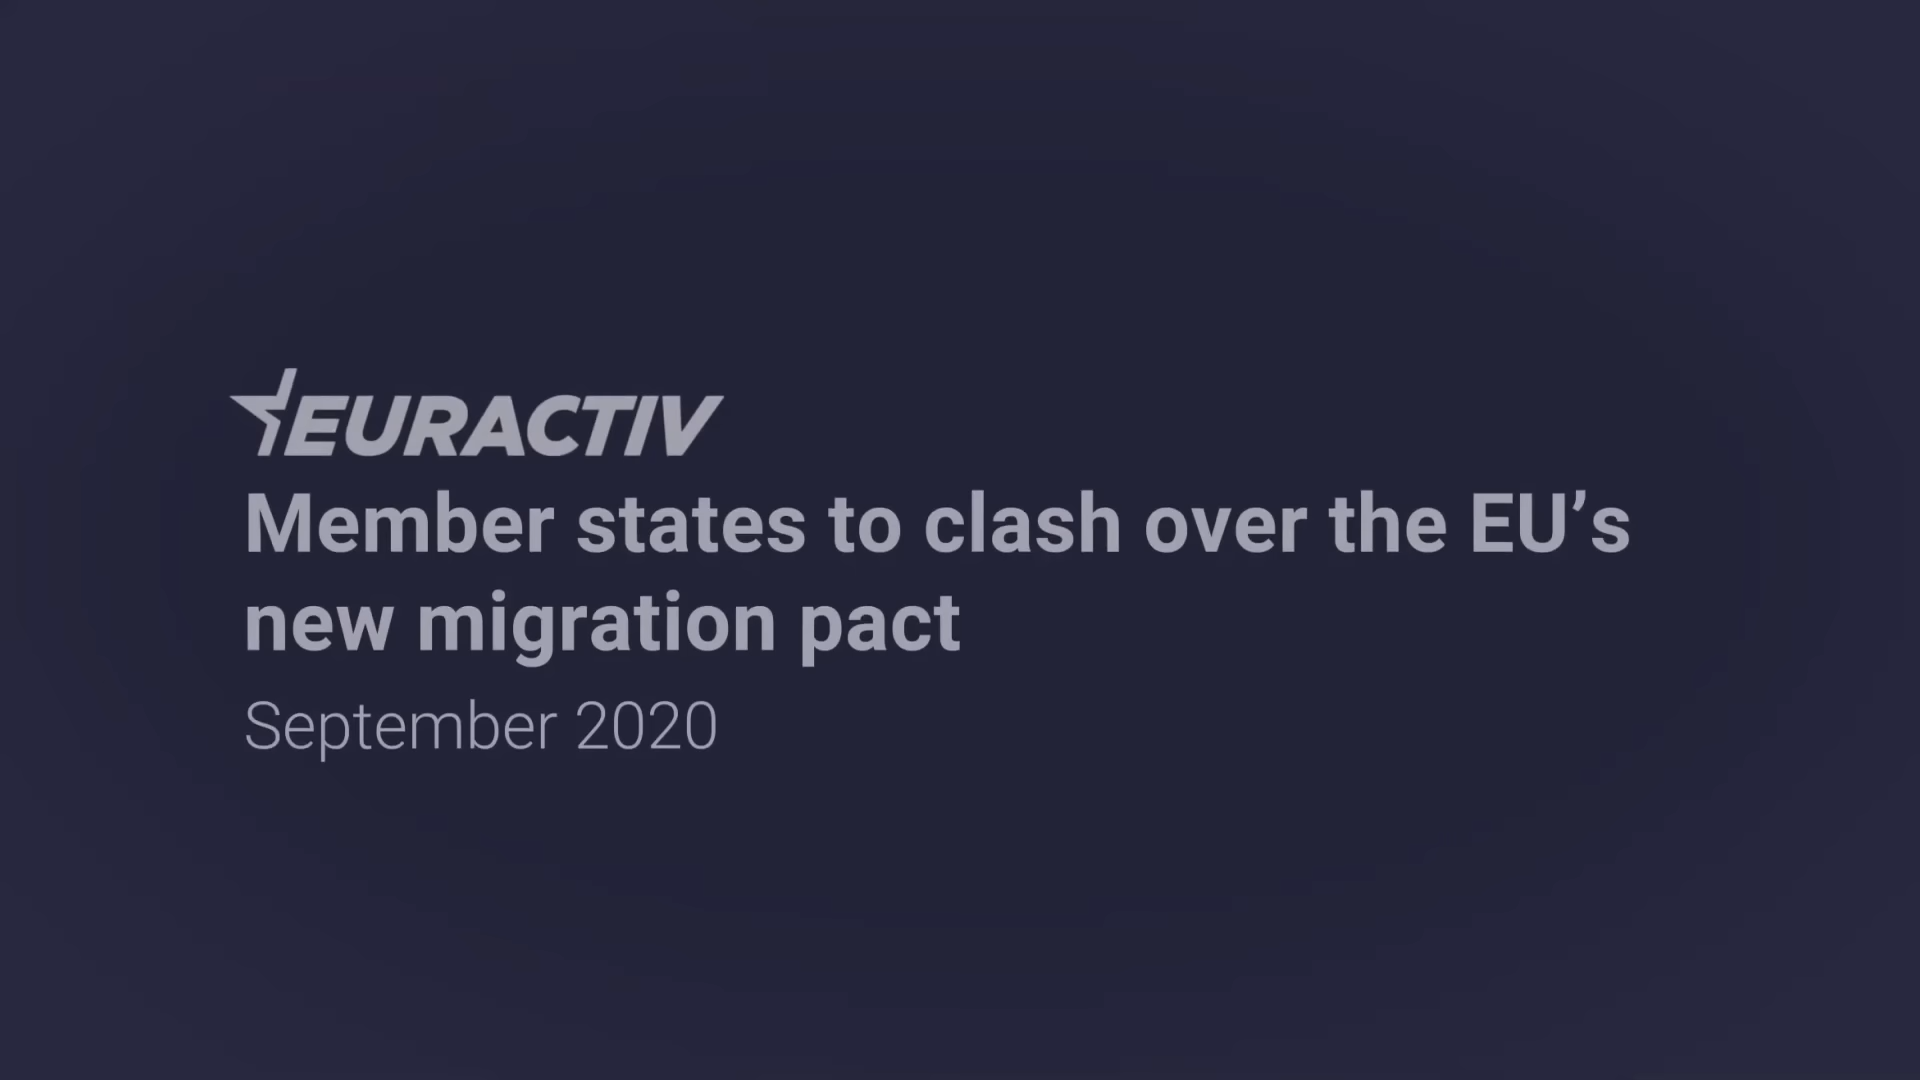 EURACTIV
Member states to clash over the EU’s
new migration pact
September 2020